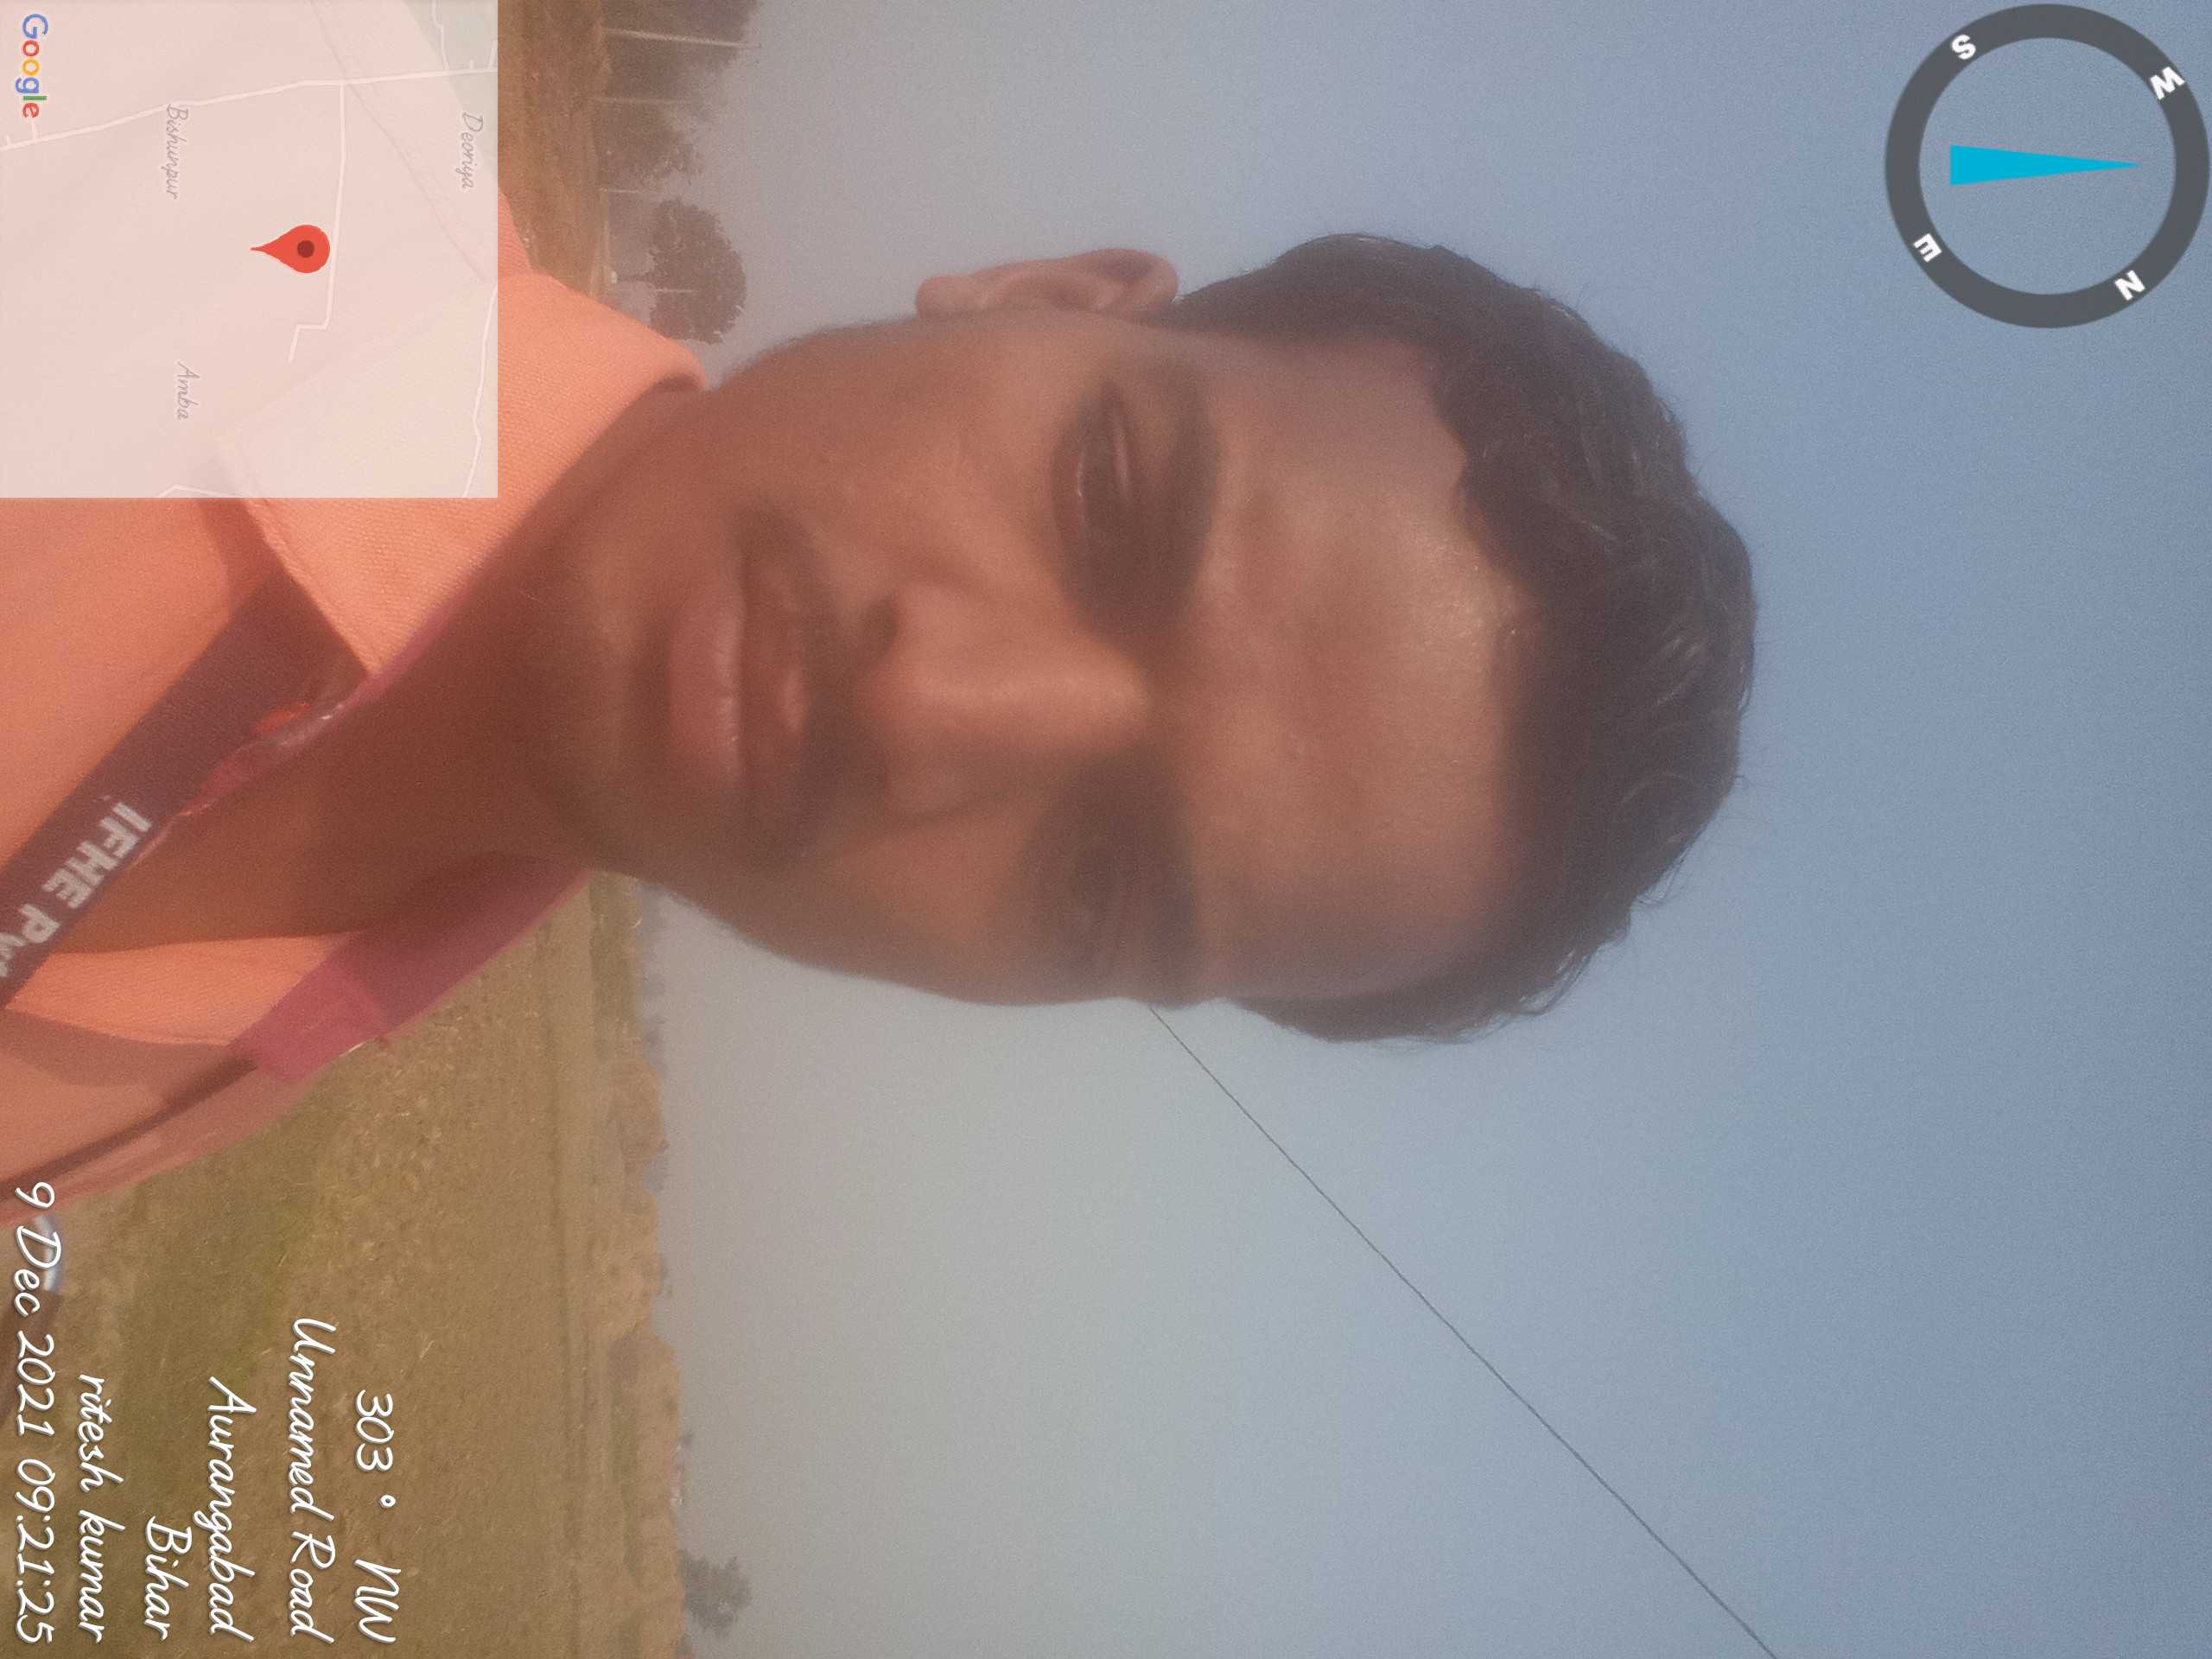 S
W
E
N
Deoriya
Bishunpur
Amba
Google
IFHE
303° NW
Unnamed Road
Aurangabad
Bihar
ritesh kumar
9 Dec 2021 09:21:25